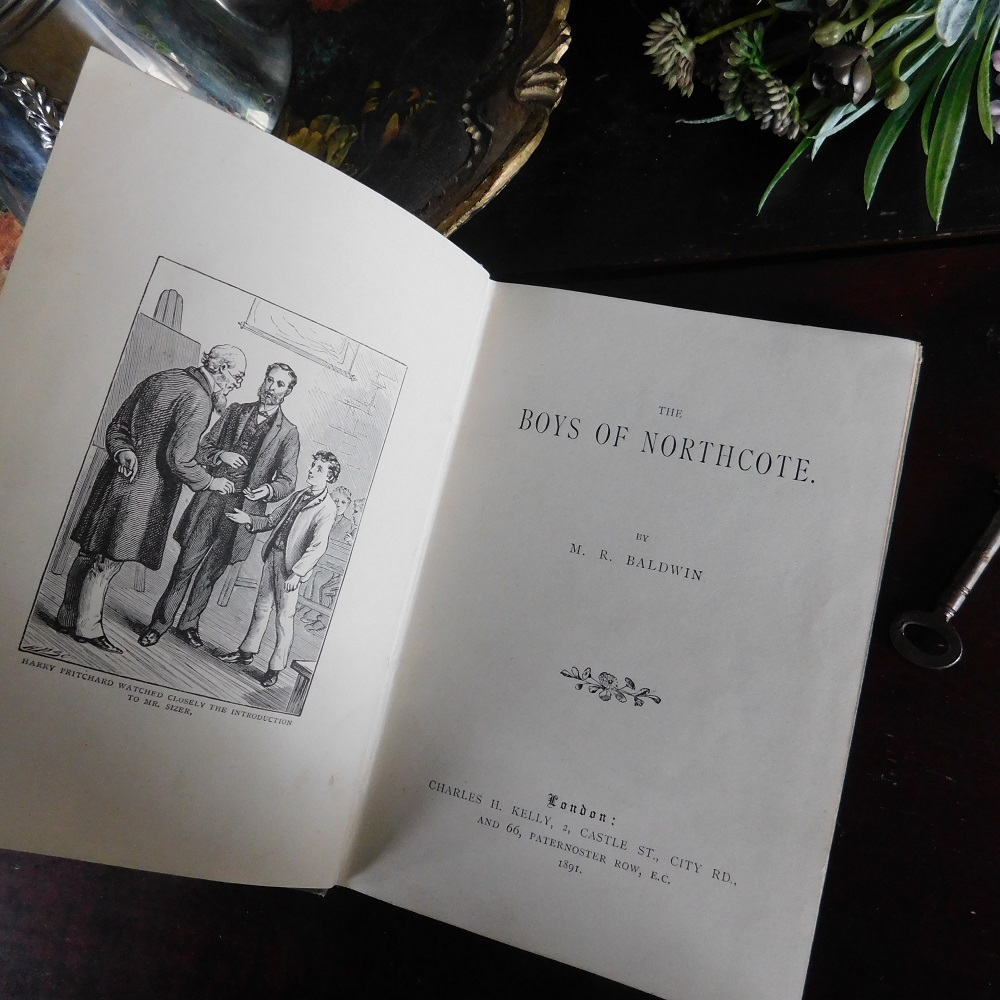 HARRY PRITCHARD WATCHED CLOSELY THE INTRODUCTION
TO MR. SIZER.
THE
BOYS OF NORTHCOTE.
BY
M. R. BALDWIN
London:
CHARLES H. KELLY, 2, CASTLE ST., CITY RD.,
AND 66, PATERNOSTER ROW, E.C.
1891.